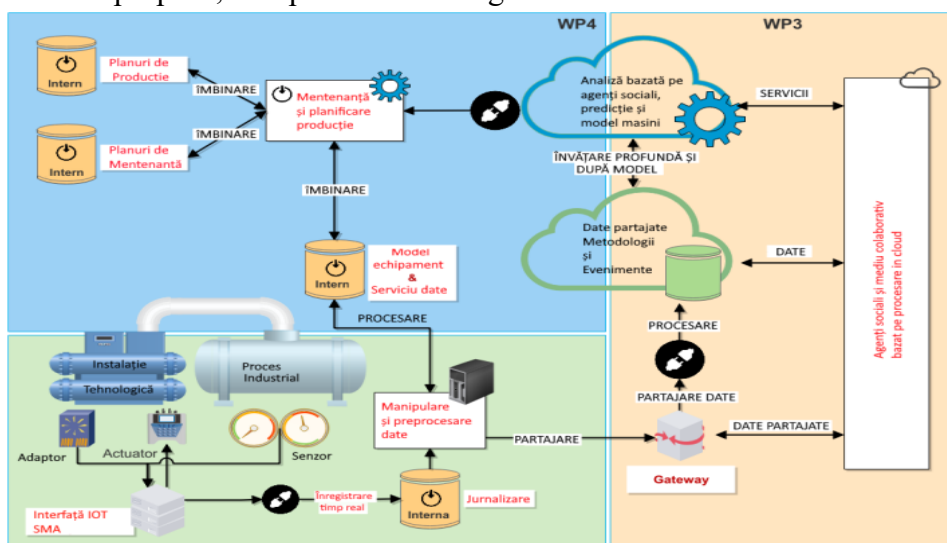 WP4
WP3
Intern
Planuri de
Productie
ÎMBINARE
Intern
Planuri de
Mentenantă
ÎMBINARE
Mentenanță
și planificare
producție
Analiză bazată pe
agenți sociali,
predicție și
model masini
SERVICII
ÎNVĂȚARE PROFUNDĂ ȘI
DUPĂ MODEL
ÎMBINARE
Intern
Model
echipament
&
Serviciu date
Date partajate
Metodologii
și
Evenimente
DATE
Agenți sociali și mediu colaborativ
bazat pe procesare in cloud
PROCESARE
PROCESARE
Instalație
Tehnologică
Proces
Industrial
Adaptor
Actuator
Senzor
Manipulare
și preprocesare
date
PARTAJARE
PARTAJARE DATE
DATE PARTAJATE
Gateway
Interfață IOT
SMA
Înregistrare
timp real
Interna
Jurnalizare